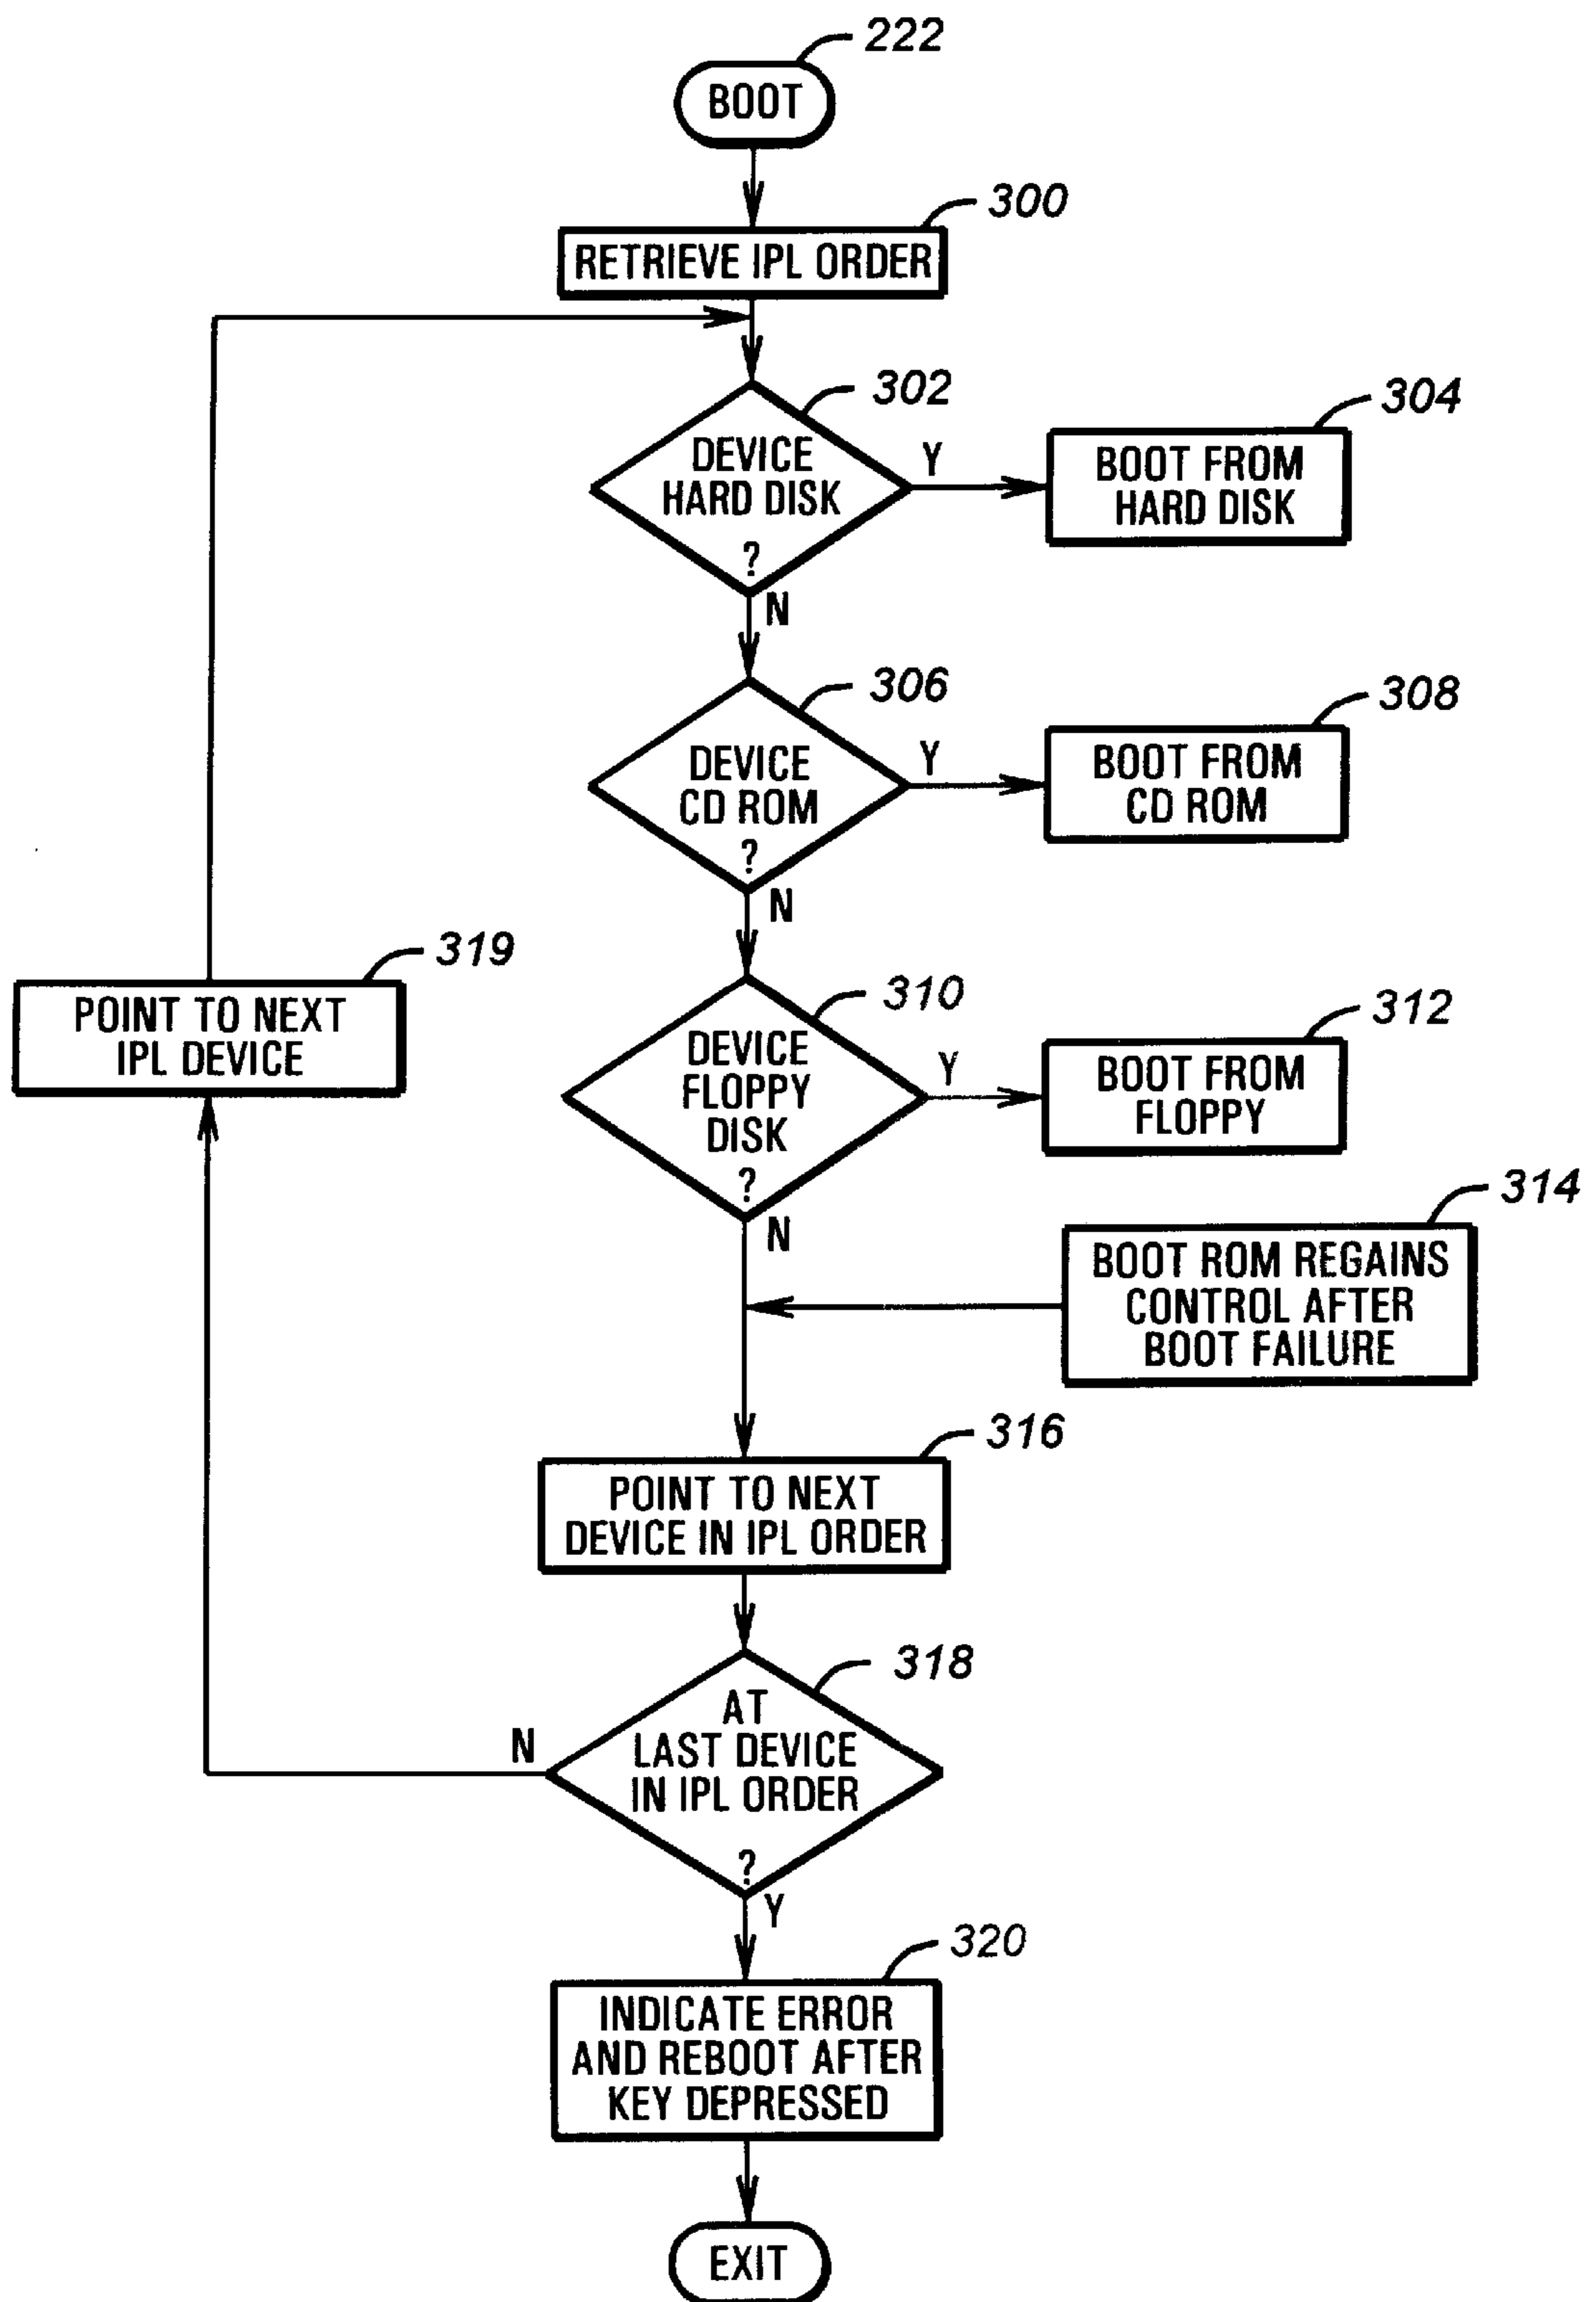 222
BOOT
300
RETRIEVE IPL ORDER
302
DEVICE
HARD DISK
?
Y
N
304
BOOT FROM
HARD DISK
306
DEVICE
CD ROM
?
Y
N
308
BOOT FROM
CD ROM
319
POINT TO NEXT
IPL DEVICE
310
DEVICE
FLOPPY
DISK
?
Y
N
312
BOOT FROM
FLOPPY
314
BOOT ROM REGAINS
CONTROL AFTER
BOOT FAILURE
316
POINT TO NEXT
DEVICE IN IPL ORDER
318
AT
LAST DEVICE
IN IPL ORDER
?
N
Y
320
INDICATE ERROR
AND REBOOT AFTER
KEY DEPRESSED
EXIT